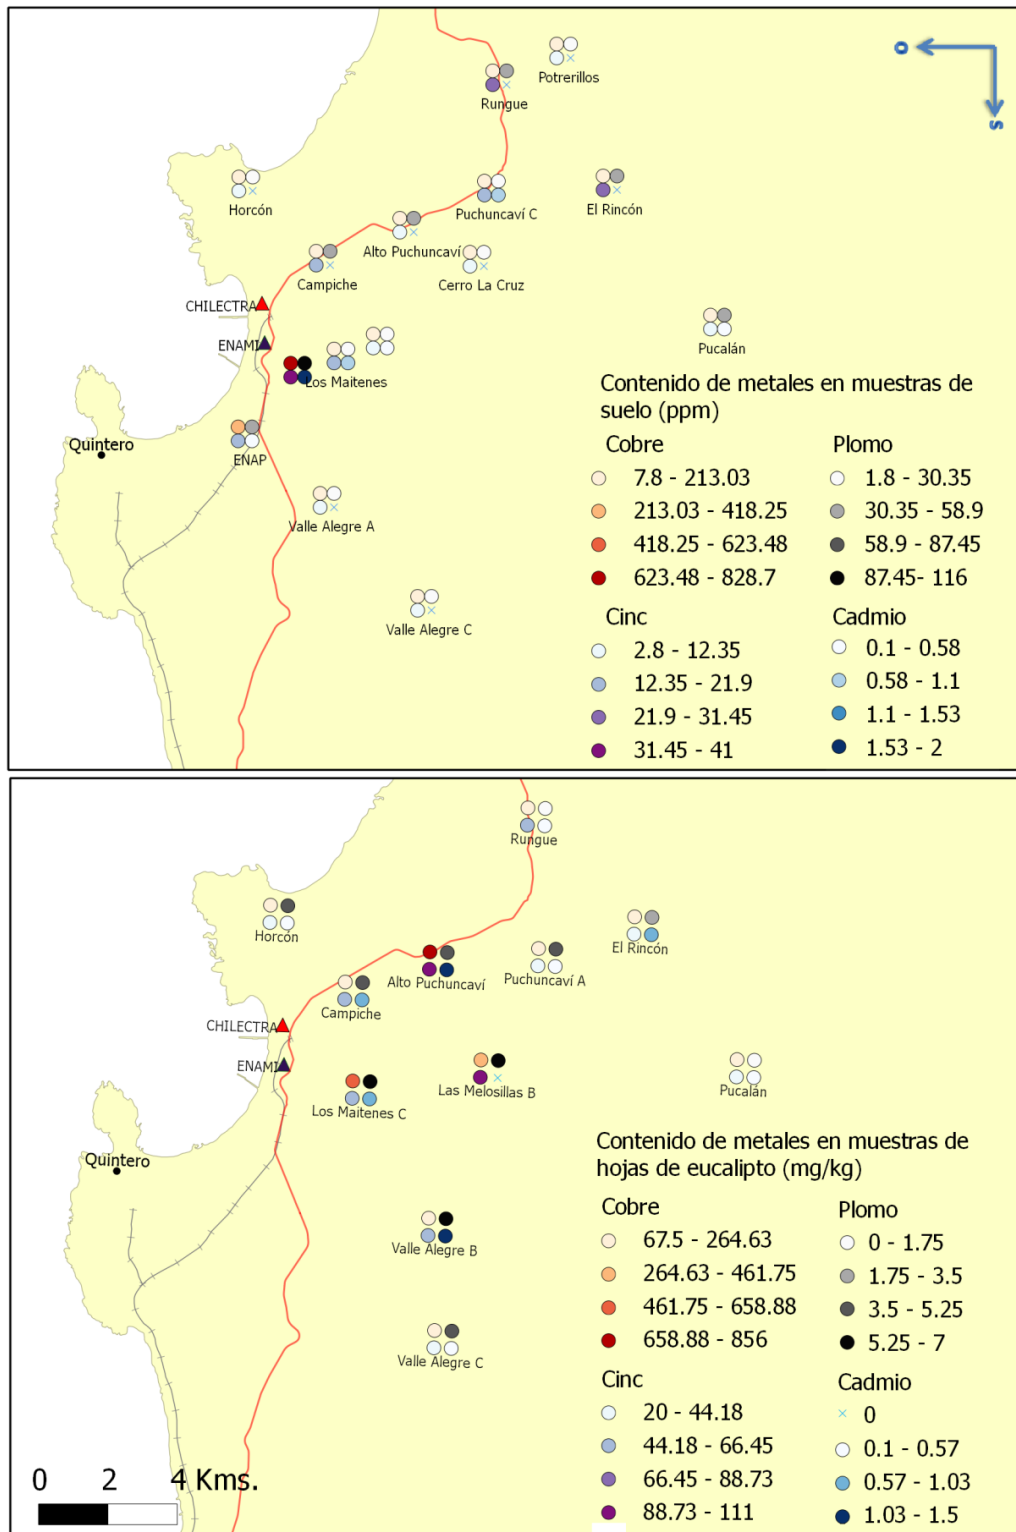 Potrerillos
O
S
Rungue
Horcón
Puchuncaví C
El Rincón
Alto Puchuncaví
Campiche
Cerro La Cruz
CHILECTRA
ENAMI
Pucalán
Los Maitenes
Quintero
ENAP
Valle Alegre A
Valle Alegre C
Contenido de metales en muestras de
suelo (ppm)
Cobre
7.8 - 213.03
213.03 - 418.25
418.25 - 623.48
623.48 - 828.7
Plomo
1.8 - 30.35
30.35 - 58.9
58.9 - 87.45
87.45- 116
Cinc
2.8 - 12.35
12.35 - 21.9
21.9 - 31.45
31.45 - 41
Cadmio
0.1 - 0.58
0.58 - 1.1
1.1 - 1.53
1.53 - 2
Rungue
Horcón
El Rincón
Alto Puchuncaví
Puchuncaví A
Campiche
CHILECTRA
ENAMI
Las Melosillas B
Pucalán
Los Maitenes C
Quintero
Valle Alegre B
Valle Alegre C
Contenido de metales en muestras de
hojas de eucalipto (mg/kg)
Cobre
67.5 - 264.63
264.63 - 461.75
461.75 - 658.88
658.88 - 856
Plomo
0 - 1.75
1.75 - 3.5
3.5 - 5.25
5.25 - 7
Cinc
20 - 44.18
44.18 - 66.45
66.45 - 88.73
88.73 - 111
Cadmio
0
0.1 - 0.57
0.57 - 1.03
1.03 - 1.5
0 2 4 Kms.